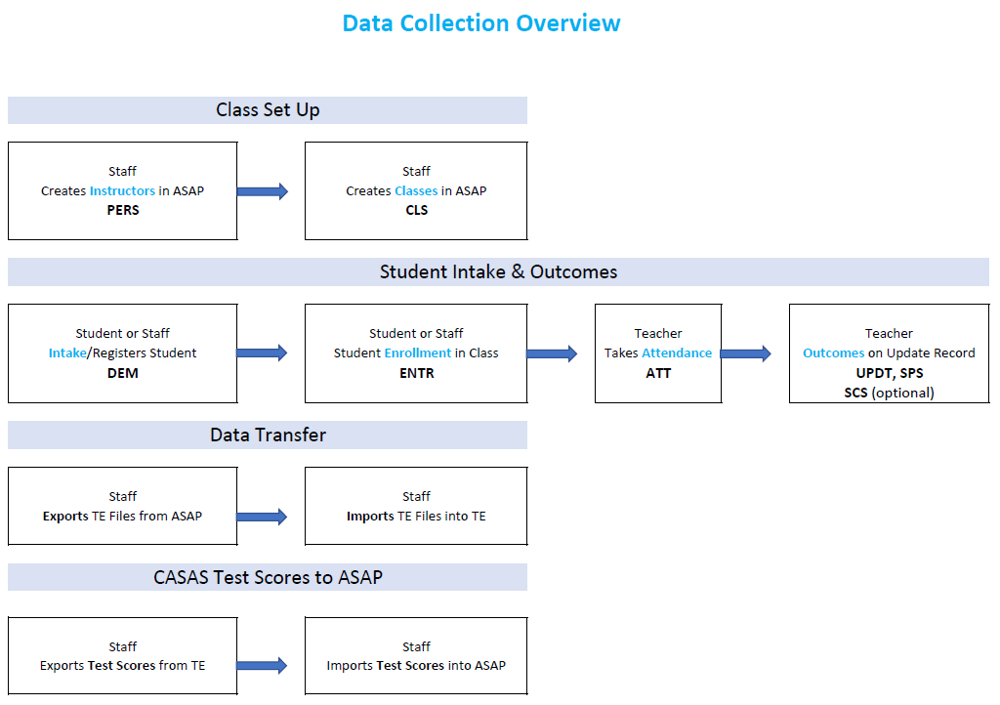 Data Collection Overview
Class Set Up
Staff
Creates Instructors in ASAP
PERS
Staff
Creates Classes in ASAP
CLS
Student Intake & Outcomes
Student or Staff
Intake/Registers Student
DEM
Student or Staff
Student Enrollment in Class
ENTR
Teacher
Takes Attendance
ATT
Teacher
Outcomes on Update Record
UPDT, SPS
SCS (optional)
Data Transfer
Staff
Exports TE Files from ASAP
Staff
Imports TE Files into TE
CASAS Test Scores to ASAP
Staff
Exports Test Scores from TE
Staff
Imports Test Scores into ASAP